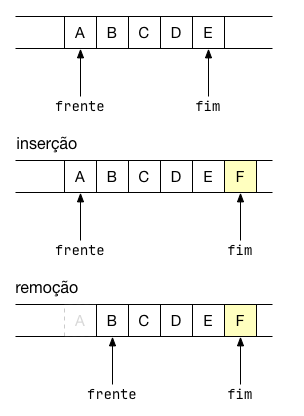 A B C D E
frente fim
inserção
A B C D E F
frente fim
remoção
A B C D E F
frente fim